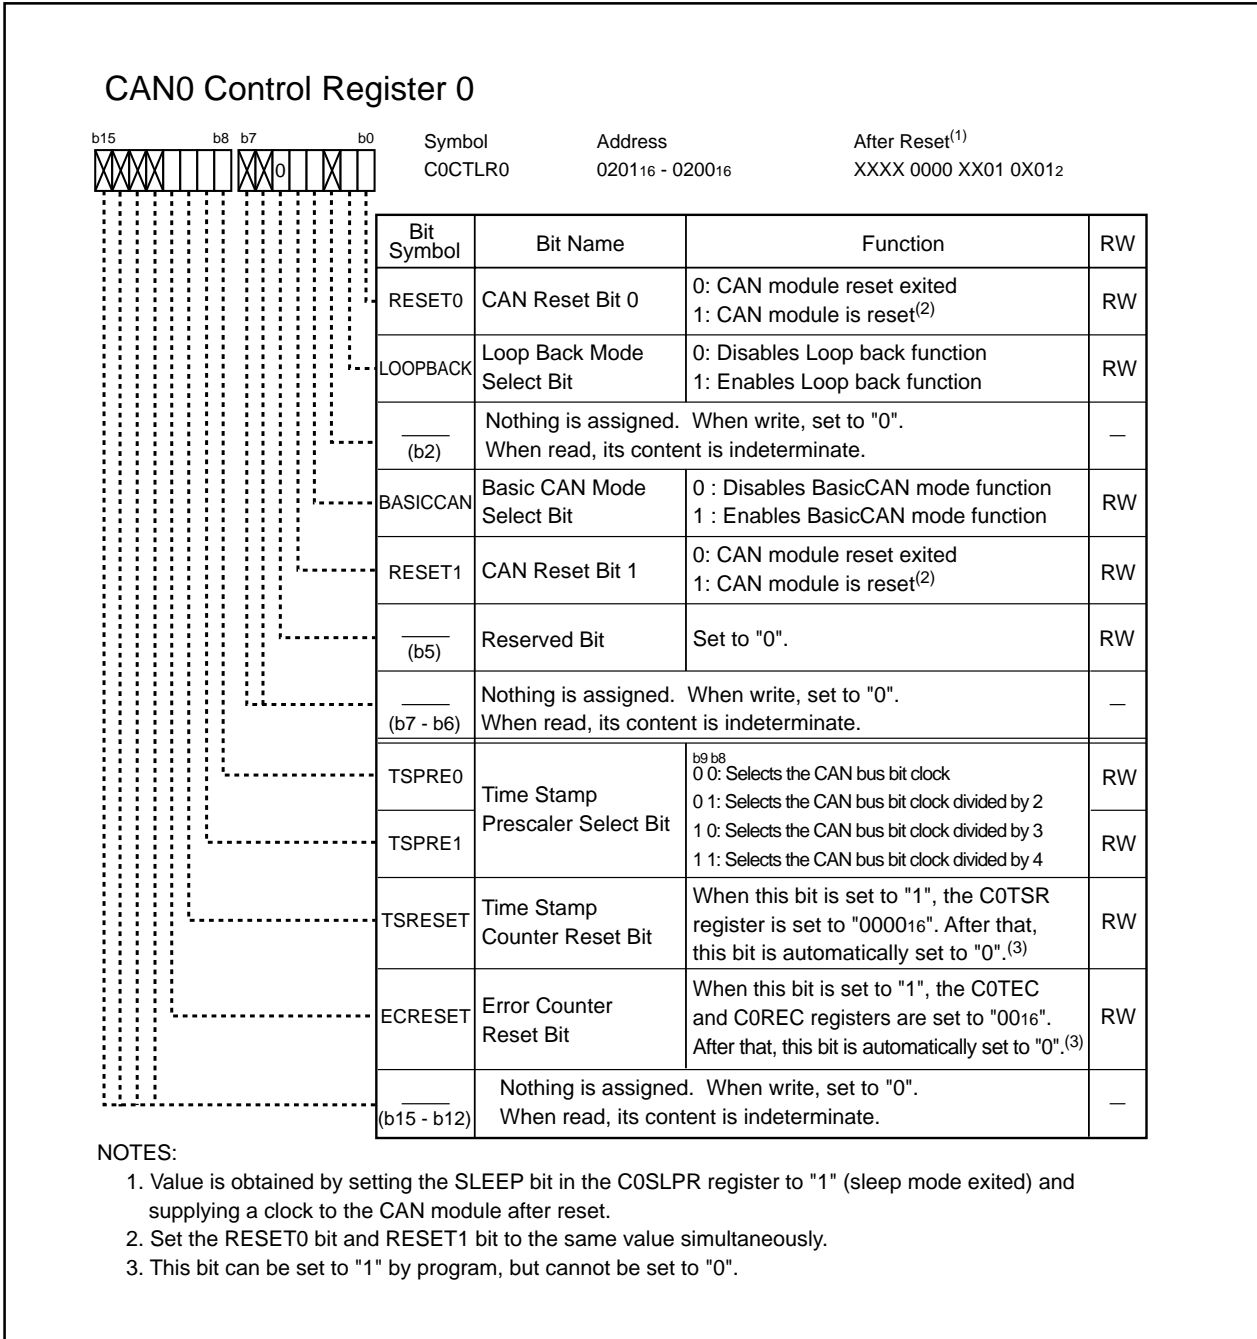 CAN0 Control Register 0
b15 b8 b7 b0
Symbol Address After Reset(1)
C0CTLR0 020116 - 020016 XXXX 0000 XX01 0X012
0
Bit Symbol Bit Name Function RW
RESET0 CAN Reset Bit 0 0: CAN module reset exited RW
1: CAN module is reset(2)
LOOPBACK Loop Back Mode Select Bit 0: Disables Loop back function RW
1: Enables Loop back function
(b2) Nothing is assigned. When write, set to "0". —
When read, its content is indeterminate.
BASICCAN Basic CAN Mode Select Bit 0 : Disables BasicCAN mode function RW
1 : Enables BasicCAN mode function
RESET1 CAN Reset Bit 1 0: CAN module reset exited RW
1: CAN module is reset(2)
(b5) Reserved Bit Set to "0". RW
(b7 - b6) Nothing is assigned. When write, set to "0". —
When read, its content is indeterminate.
b9 b8
TSPRE0 Time Stamp Prescaler Select Bit 0 0: Selects the CAN bus bit clock RW
0 1: Selects the CAN bus bit clock divided by 2
TSPRE1 1 0: Selects the CAN bus bit clock divided by 3 RW
1 1: Selects the CAN bus bit clock divided by 4
TSRESET Time Stamp Counter Reset Bit When this bit is set to "1", the C0TSR RW
register is set to "000016". After that,
this bit is automatically set to "0".(3)
ECRESET Error Counter Reset Bit When this bit is set to "1", the C0TEC RW
and C0REC registers are set to "0016".
After that, this bit is automatically set to "0".(3)
(b15 - b12) Nothing is assigned. When write, set to "0". —
When read, its content is indeterminate.
NOTES:
1. Value is obtained by setting the SLEEP bit in the C0SLPR register to "1" (sleep mode exited) and
supplying a clock to the CAN module after reset.
2. Set the RESET0 bit and RESET1 bit to the same value simultaneously.
3. This bit can be set to "1" by program, but cannot be set to "0".